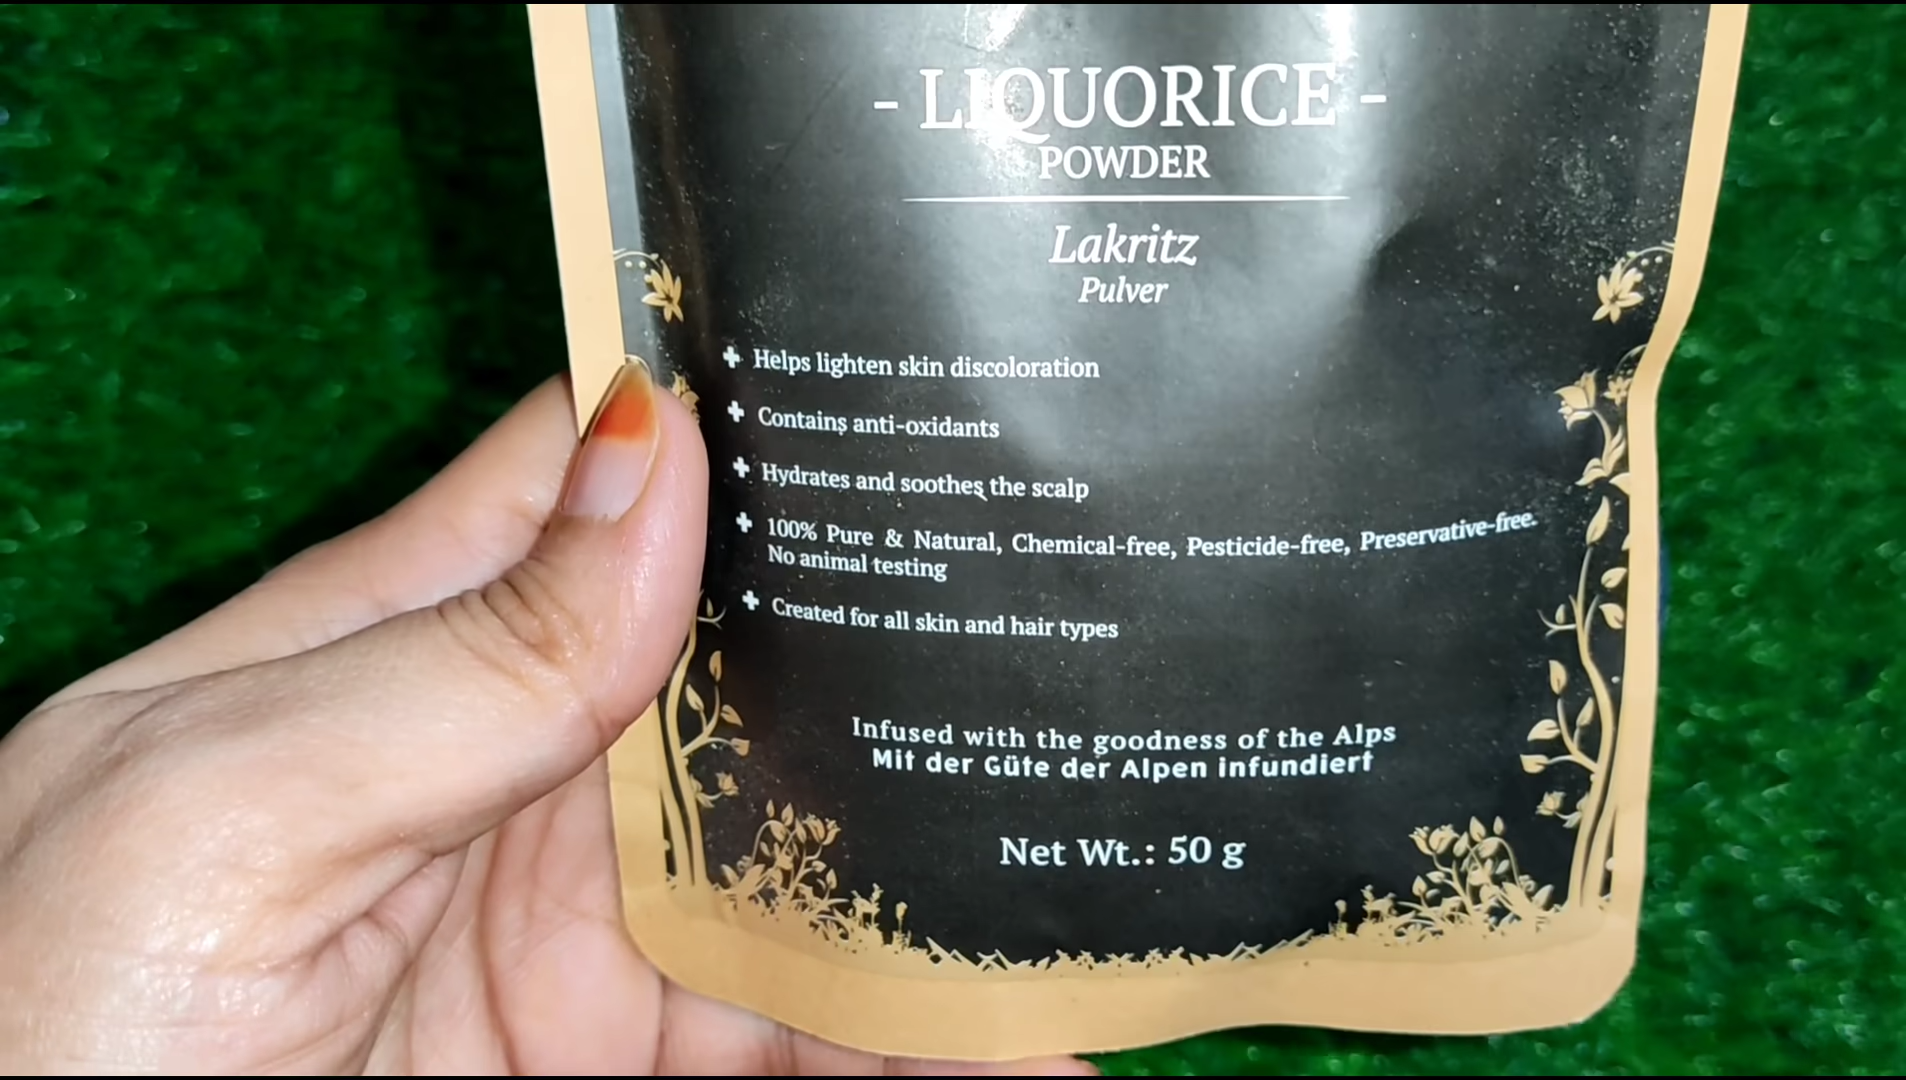 - LIQUORICE -
POWDER
Lakritz
Pulver
Helps lighten skin discoloration
Contains anti-oxidants
Hydrates and soothes the scalp
100% Pure & Natural, Chemical-free, Pesticide-free, Preservative-free.
No animal testing
Created for all skin and hair types
Infused with the goodness of the Alps
Mit der Güte der Alpen infundiert
Net Wt.: 50 g